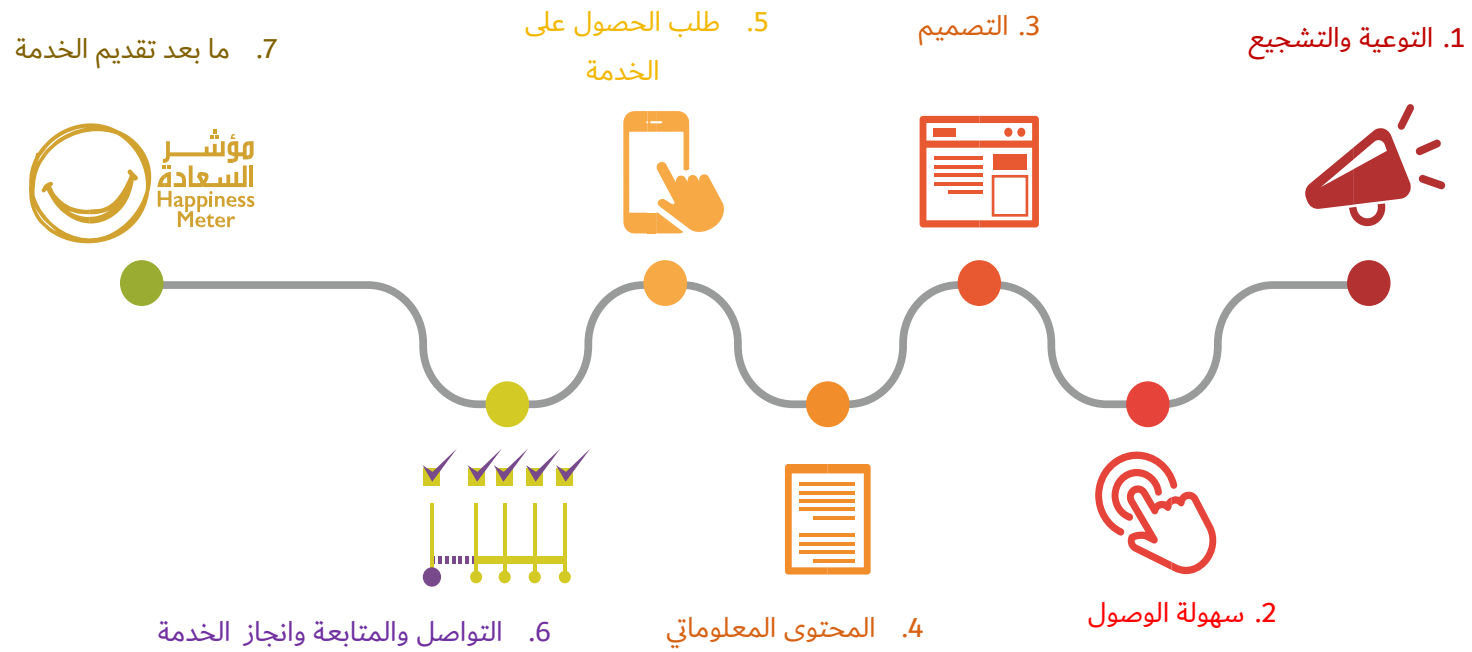 1. التوعية والتشجيع
2. سهولة الوصول
3. التصميم
4. المحتوى المعلوماتي
5. طلب الحصول على
الخدمة
6. التواصل والمتابعة وانجاز الخدمة
7. ما بعد تقديم الخدمة
مؤشر
السعادة
Happiness
Meter